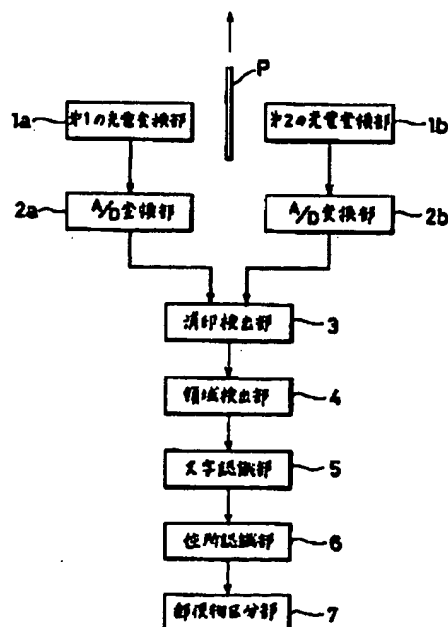 P
1a 第1の光電変換部
第2の光電変換部 1b
2a A/D変換部
A/D変換部 2b
消印検出部 3
領域検出部 4
文字認識部 5
住所認識部 6
郵便物区分部 7